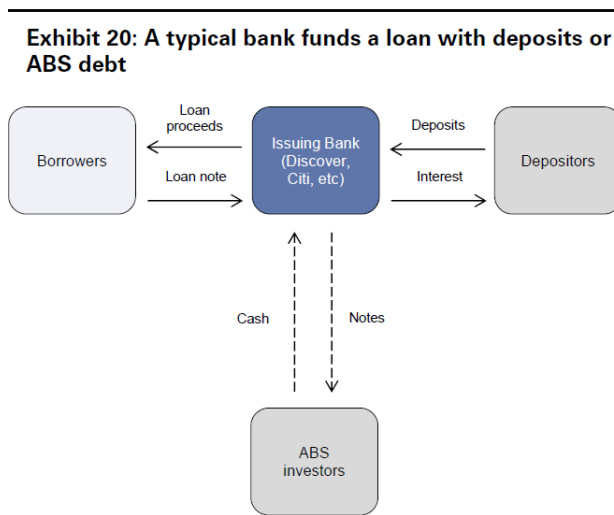 Exhibit 20: A typical bank funds a loan with deposits or
ABS debt
Loan
proceeds
Deposits
Borrowers
Issuing Bank
(Discover,
Citi, etc)
Depositors
Loan note
Interest
Cash
Notes
ABS
investors